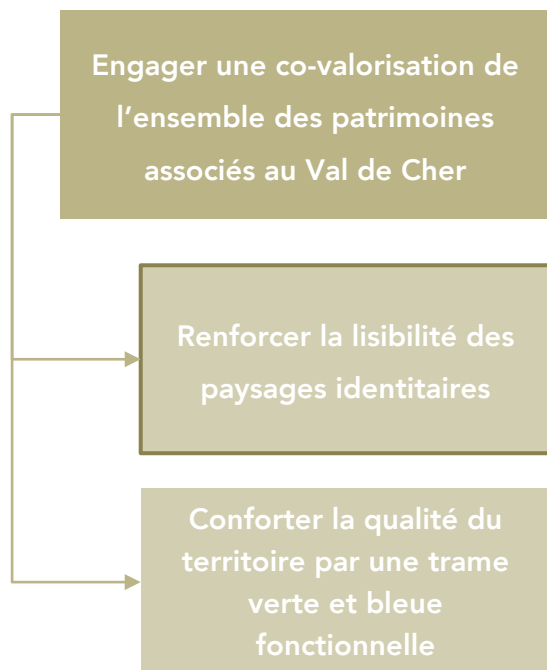 Engager une co-valorisation de
l’ensemble des patrimoines
associés au Val de Cher
Renforcer la lisibilité des
paysages identitaires
Conforter la qualité du
territoire par une trame
verte et bleue
fonctionnelle